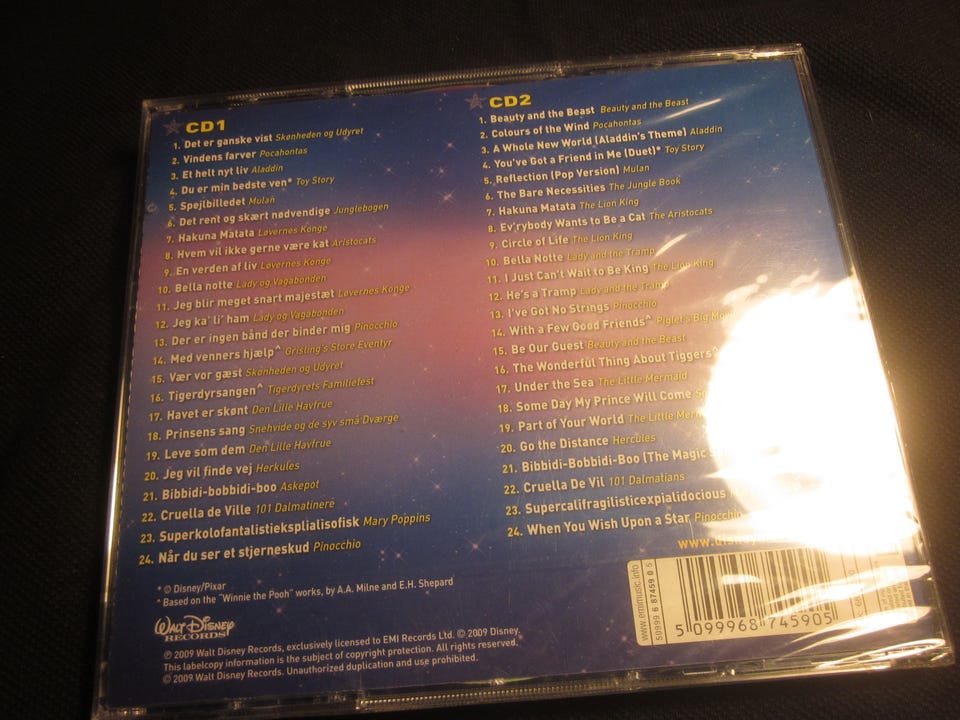 CD1
1. Det er ganske vist Skønheden og Udyret
2. Vindens farver Pocahontas
3. Et helt nyt liv Aladdin
4. Du er min bedste ven* Toy Story
5. Spejlbilledet Mulan
6. Det rent og skært nødvendige Junglebogen
7. Hakuna Matata Løvernes Konge
8. Hvem vil ikke gerne være kat Aristocats
9. En verden af liv Løvernes Konge
10. Bella notte Lady og Vagabonden
11. Jeg blir meget snart majestæt Løvernes Konge
12. Jeg ka' li' ham Lady og Vagabonden
13. Der er ingen bånd der binder mig Pinocchio
14. Med venners hjælp^ Grisling's Store Eventyr
15. Vær vor gæst Skønheden og Udyret
16. Tigerdyrsangen^ Tigerdyrets Familiefest
17. Havet er skønt Den Lille Havfrue
18. Prinsens sang Snehvide og de syv små Dværge
19. Leve som dem Den Lille Havfrue
20. Jeg vil finde vej Herkules
21. Bibbidi-bobbidi-boo Askepot
22. Cruella de Ville 101 Dalmatinere
23. Superkolofantalistieksplialisofisk Mary Poppins
24. Når du ser et stjerneskud Pinocchio
CD2
1. Beauty and the Beast Beauty and the Beast
2. Colours of the Wind Pocahontas
3. A Whole New World (Aladdin's Theme) Aladdin
4. You've Got a Friend in Me (Duet)* Toy Story
5. Reflection (Pop Version) Mulan
6. The Bare Necessities The Jungle Book
7. Hakuna Matata The Lion King
8. Ev'rybody Wants to Be a Cat The Aristocats
9. Circle of Life The Lion King
10. Bella Notte Lady and the Tramp
11. I Just Can't Wait to Be King The Lion King
12. He's a Tramp Lady and the Tramp
13. I've Got No Strings Pinocchio
14. With a Few Good Friends^ Piglet's Big
15. Be Our Guest Beauty and the Beast
16. The Wonderful Thing About Tiggers^
17. Under the Sea The Little Mermaid
18. Some Day My Prince Will Come
19. Part of Your World The Little
20. Go the Distance Hercules
21. Bibbidi-Bobbidi-Boo (The Magic
22. Cruella De Vil 101 Dalmatians
23. Supercalifragilisticexpialidocious
24. When You Wish Upon a Star Pinocchio
* © Disney/Pixar
^ Based on the "Winnie the Pooh" works, by A.A. Milne and E.H. Shepard
WALT DISNEY
RECORDS
℗ 2009 Walt Disney Records, exclusively licensed to EMI Records Ltd. © 2009 Disney.
This labelcopy information is the subject of copyright protection. All rights reserved.
© 2009 Walt Disney Records. Unauthorized duplication and use prohibited.
www.emimusic.info
50999 6 87459 0 5
5 099968 745905